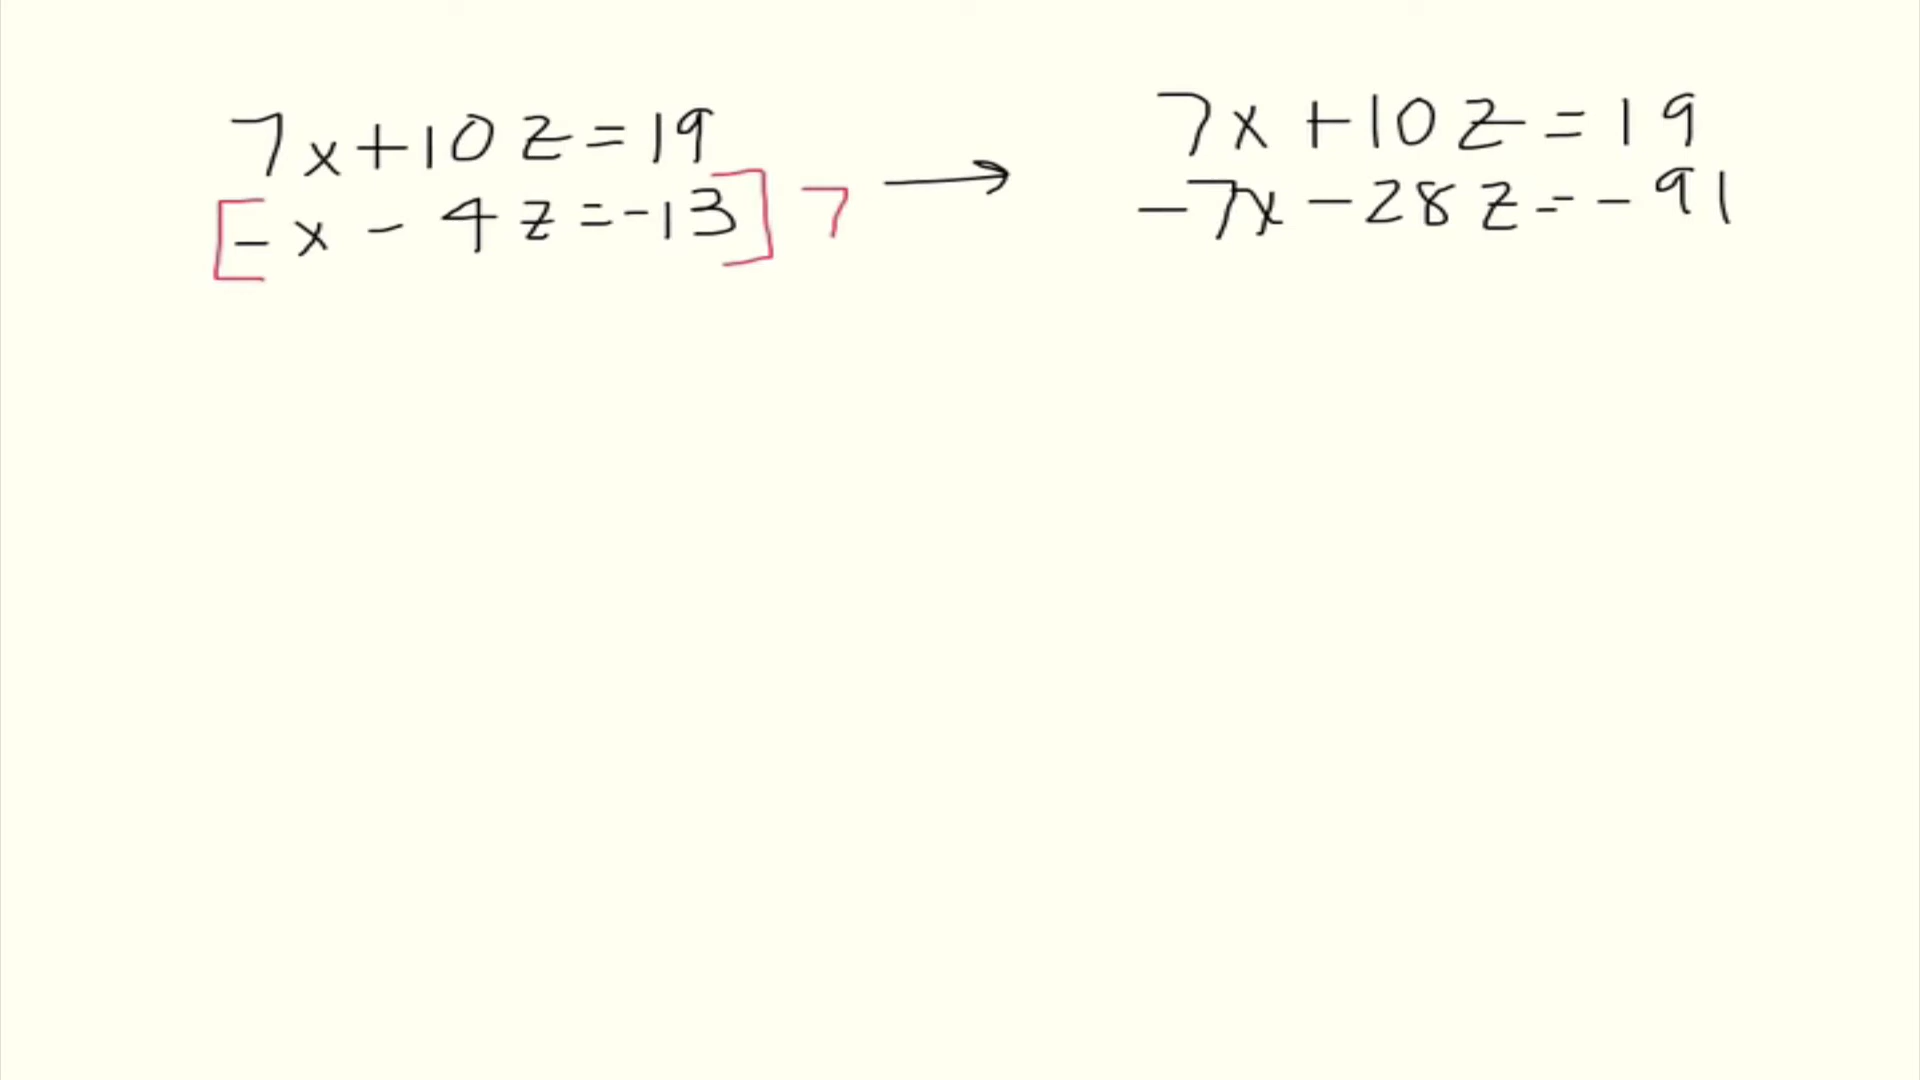 7x+10z=19
[-x-4z=-13]7 →
7x+10z=19
-7x-28z=-91